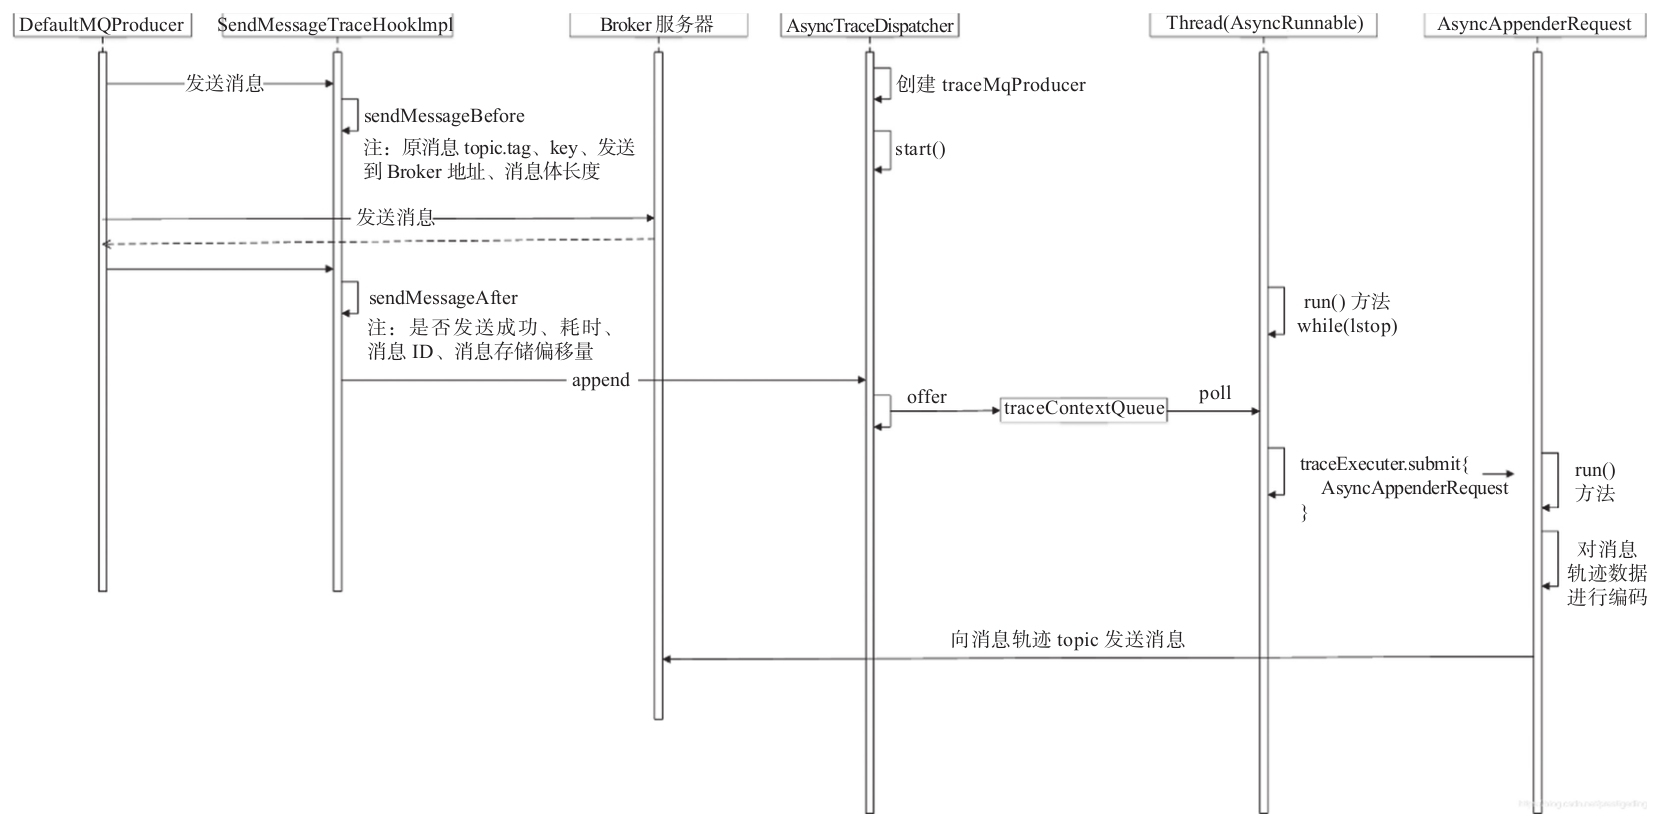 DefaultMQProducer
SendMessageTraceHooklmpl
Broker 服务器
AsyncTraceDispatcher
Thread(AsyncRunnable)
AsyncAppenderRequest
发送消息
创建 traceMqProducer
sendMessageBefore
注：原消息 topic.tag、key、发送
到 Broker 地址、消息体长度
start()
发送消息
sendMessageAfter
注：是否发送成功、耗时、
消息 ID、消息存储偏移量
run() 方法
while(lstop)
append
offer
traceContextQueue
poll
traceExecuter.submit{
AsyncAppenderRequest
}
run()
方法
对消息
轨迹数据
进行编码
向消息轨迹 topic 发送消息